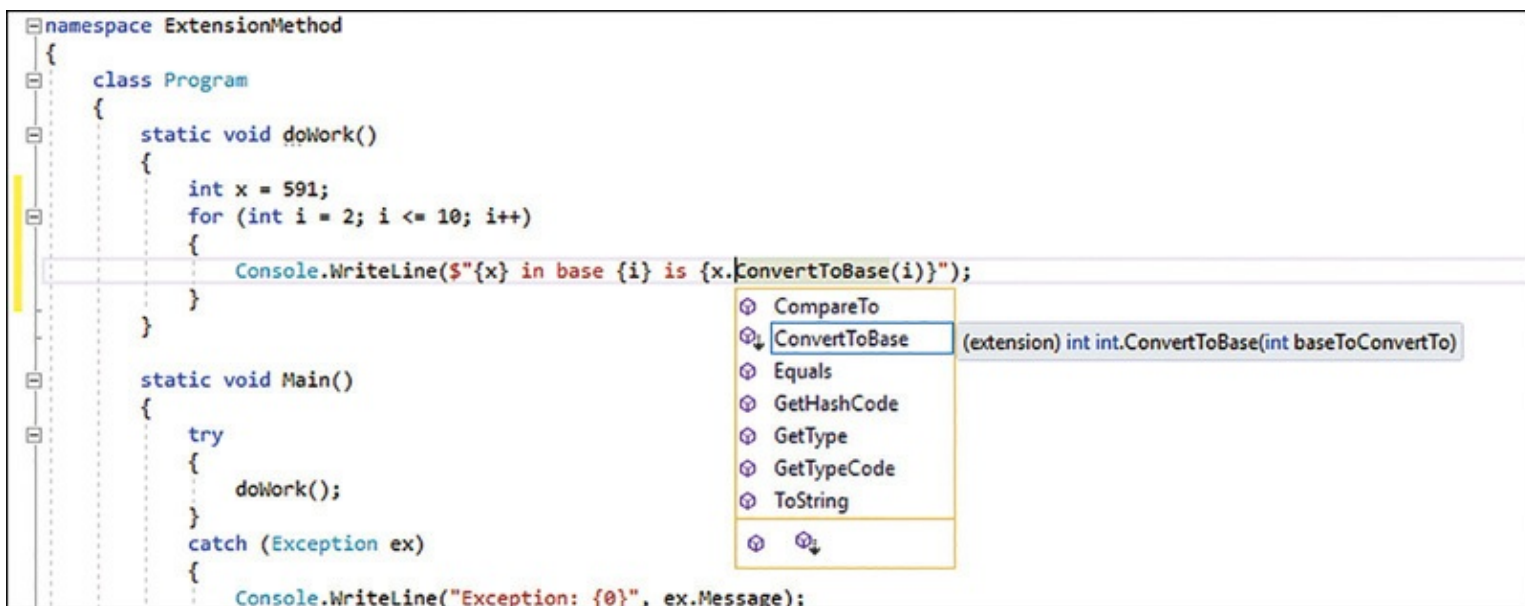 namespace ExtensionMethod
{
class Program
{
static void doWork()
{
int x = 591;
for (int i = 2; i <= 10; i++)
{
Console.WriteLine($"{x} in base {i} is {x.ConvertToBase(i)}");
}
}
CompareTo
ConvertToBase
(extension) int int.ConvertToBase(int baseToConvertTo)
Equals
GetHashCode
GetType
GetTypeCode
ToString
static void Main()
{
try
{
doWork();
}
catch (Exception ex)
{
Console.WriteLine("Exception: {0}", ex.Message);